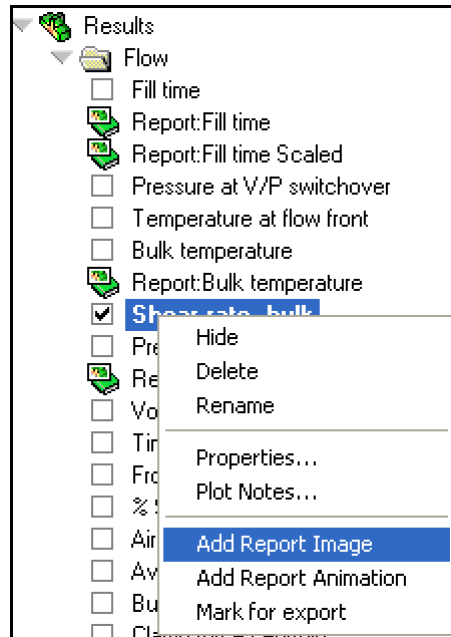 Results
Flow
Fill time
Report:Fill time
Report:Fill time Scaled
Pressure at V/P switchover
Temperature at flow front
Bulk temperature
Report:Bulk temperature
Shear rate, bulk
Hide
Delete
Rename
Properties...
Plot Notes...
Add Report Image
Add Report Animation
Mark for export